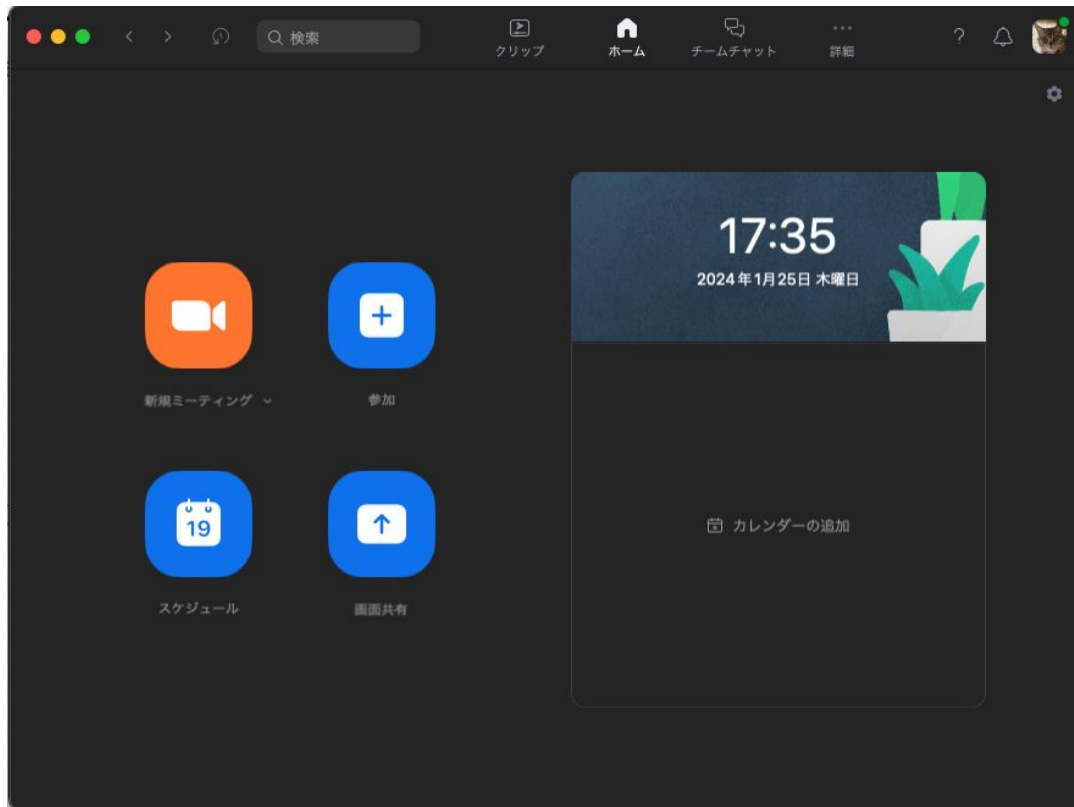 検索
クリップ
ホーム
チームチャット
詳細
?
17:35
2024年1月25日 木曜日
新規ミーティング
参加
19
スケジュール
画面共有
カレンダーの追加